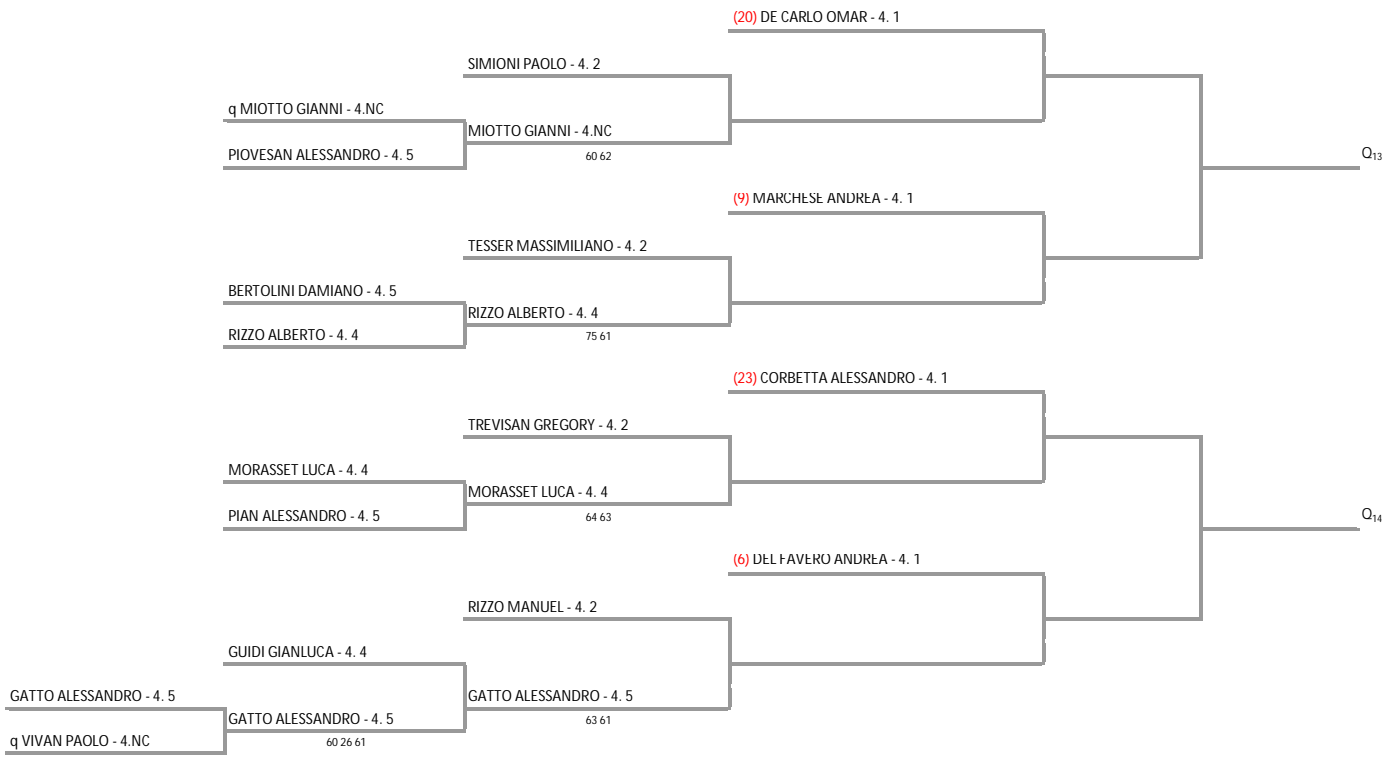 (20) DE CARLO OMAR - 4. 1
SIMIONI PAOLO - 4. 2
q MIOTTO GIANNI - 4.NC
MIOTTO GIANNI - 4.NC
PIOVESAN ALESSANDRO - 4. 5
60 62
Q13
(9) MARCHESE ANDREA - 4. 1
TESSER MASSIMILIANO - 4. 2
BERTOLINI DAMIANO - 4. 5
RIZZO ALBERTO - 4. 4
RIZZO ALBERTO - 4. 4
75 61
(23) CORBETTA ALESSANDRO - 4. 1
TREVISAN GREGORY - 4. 2
MORASSET LUCA - 4. 4
MORASSET LUCA - 4. 4
PIAN ALESSANDRO - 4. 5
64 63
Q14
(6) DEL FAVERO ANDREA - 4. 1
RIZZO MANUEL - 4. 2
GUIDI GIANLUCA - 4. 4
GATTO ALESSANDRO - 4. 5
GATTO ALESSANDRO - 4. 5
GATTO ALESSANDRO - 4. 5
63 61
q VIVAN PAOLO - 4.NC
60 26 61